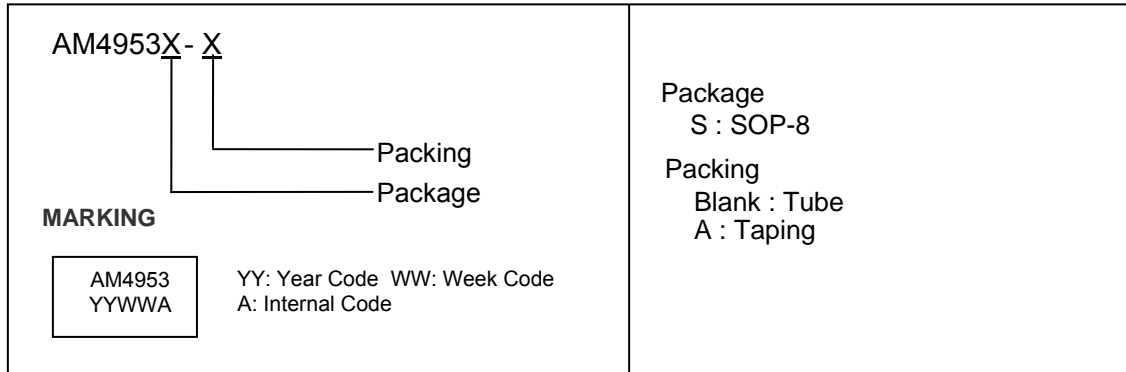 AM4953X- X
Packing
Package
MARKING
AM4953
YYWWA
YY: Year Code WW: Week Code
A: Internal Code
Package
S : SOP-8
Packing
Blank : Tube
A : Taping